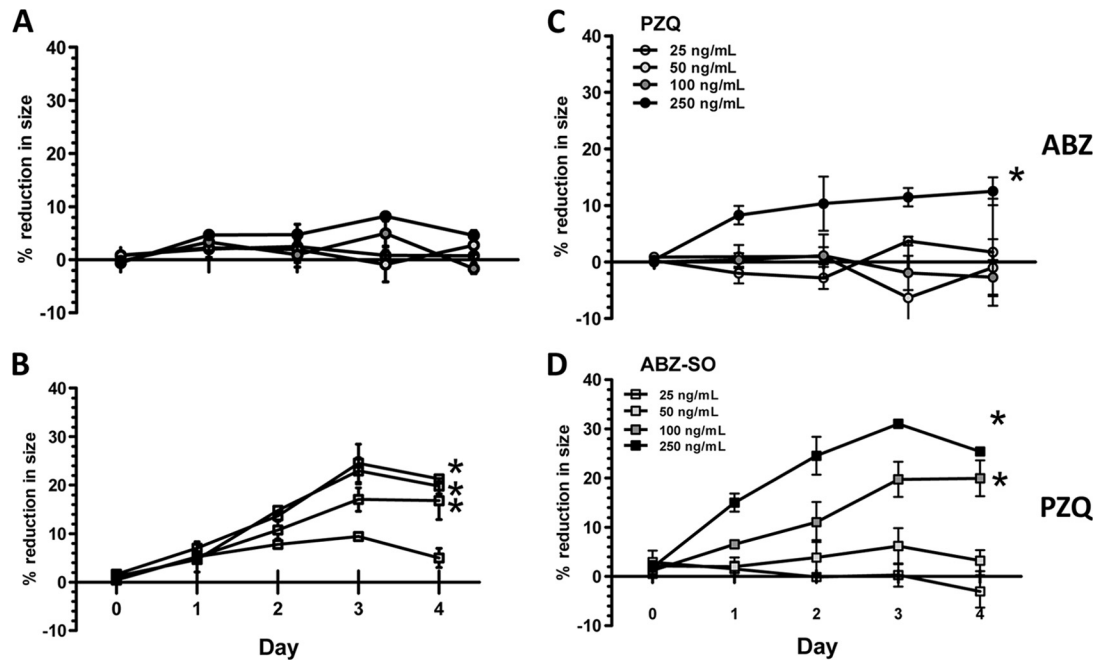 A
40
30
20
10
0
-10
% reduction in size
C
PZQ
25 ng/mL
50 ng/mL
100 ng/mL
250 ng/mL
40
30
20
10
0
-10
% reduction in size
*
ABZ
B
40
30
20
10
0
-10
% reduction in size
*
*
*
0 1 2 3 4
Day
D
ABZ-SO
25 ng/mL
50 ng/mL
100 ng/mL
250 ng/mL
40
30
20
10
0
-10
% reduction in size
*
*
PZQ
0 1 2 3 4
Day